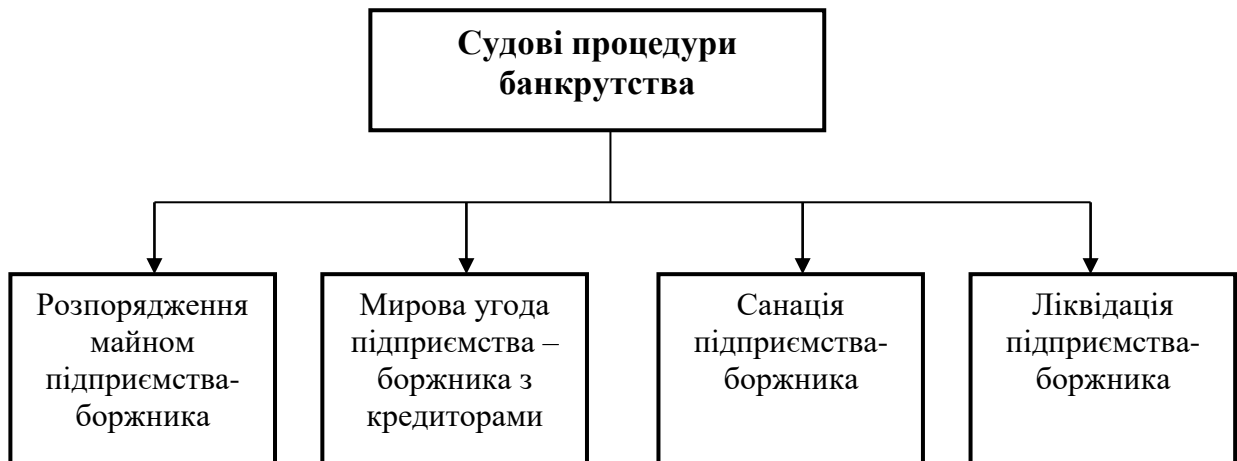 Судові процедури
банкрутства
Розпорядження
майном
підприємства-
боржника
Мирова угода
підприємства –
боржника з
кредиторами
Санація
підприємства-
боржника
Ліквідація
підприємства-
боржника